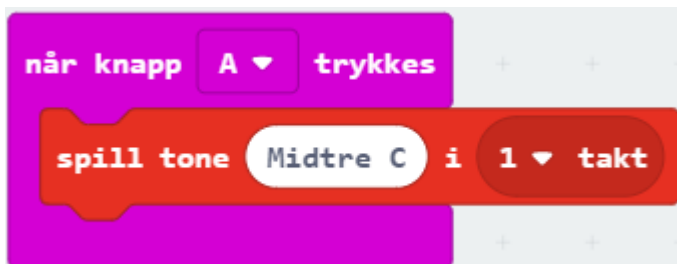 når knapp A trykkes
spill tone Midtre C i 1 takt